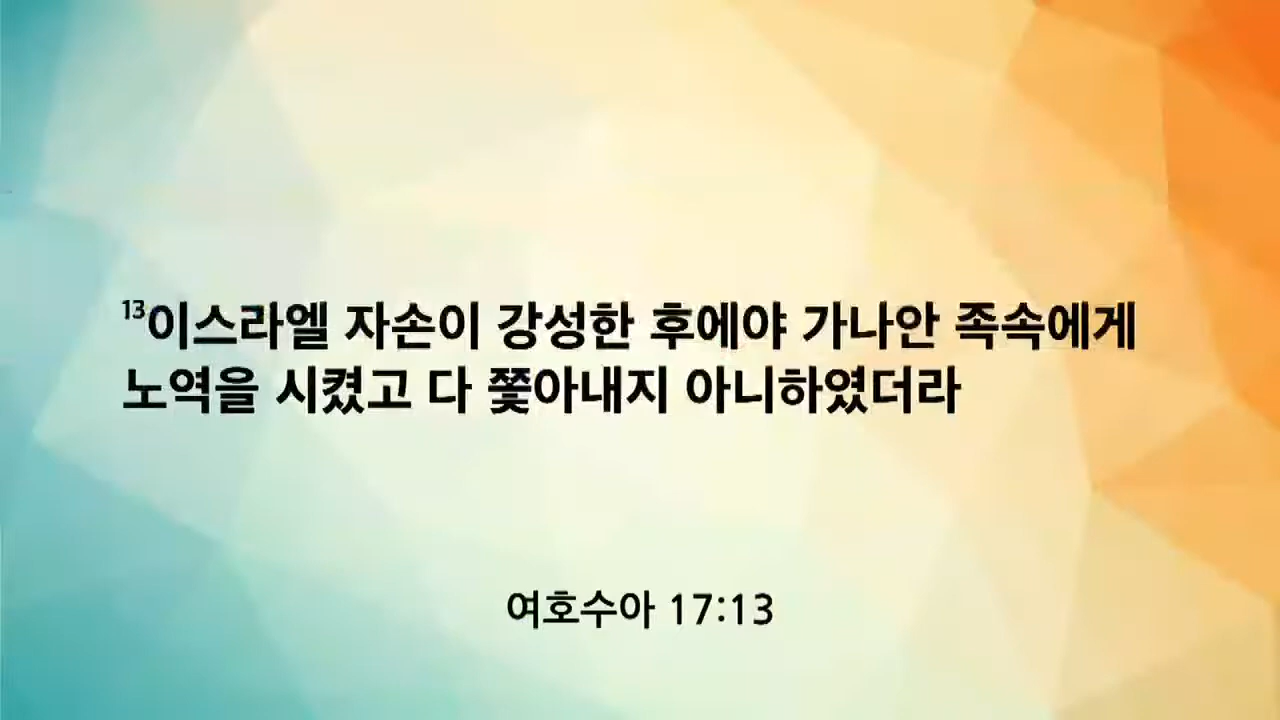 13이스라엘 자손이 강성한 후에야 가나안 족속에게
노역을 시켰고 다 쫓아내지 아니하였더라
여호수아 17:13